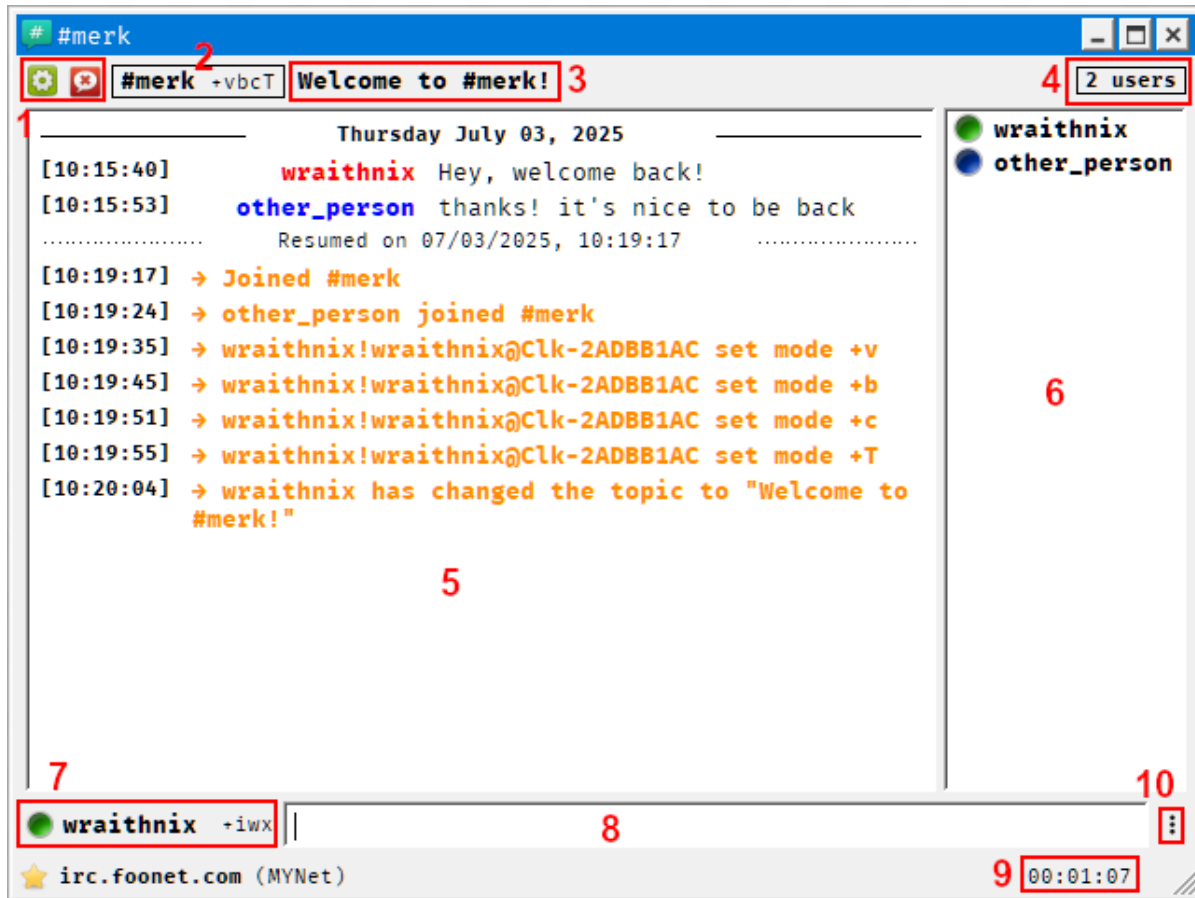 # #merk
2
#merk +vbcT Welcome to #merk! 3 4 2 users
1
Thursday July 03, 2025
[10:15:40] wraithnix Hey, welcome back!
[10:15:53] other_person thanks! it's nice to be back
Resumed on 07/03/2025, 10:19:17
[10:19:17] → Joined #merk
[10:19:24] → other_person joined #merk
[10:19:35] → wraithnix!wraithnix@Clk-2ADBB1AC set mode +v
[10:19:45] → wraithnix!wraithnix@Clk-2ADBB1AC set mode +b
[10:19:51] → wraithnix!wraithnix@Clk-2ADBB1AC set mode +c
[10:19:55] → wraithnix!wraithnix@Clk-2ADBB1AC set mode +T
[10:20:04] → wraithnix has changed the topic to "Welcome to
#merk!"
5
wraithnix
other_person
6
7
wraithnix +iwx
8
10
irc.foonet.com (MYNet)
9 00:01:07